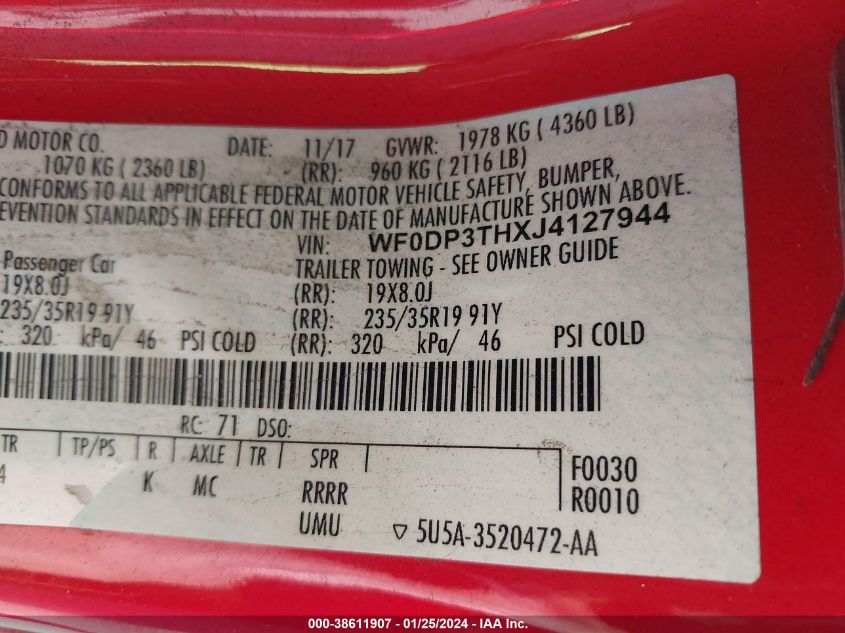 D MOTOR CO. DATE: 11/17 GVWR: 1978 KG ( 4360 LB)
1070 KG ( 2360 LB) (RR): 960 KG ( 2116 LB)
CONFORMS TO ALL APPLICABLE FEDERAL MOTOR VEHICLE SAFETY, BUMPER,
EVENTION STANDARDS IN EFFECT ON THE DATE OF MANUFACTURE SHOWN ABOVE.
VIN: WF0DP3THXJ4127944
Passenger Car TRAILER TOWING - SEE OWNER GUIDE
19X8.0J (RR): 19X8.0J
235/35R19 91Y (RR): 235/35R19 91Y
: 320 kPa/ 46 PSI COLD (RR): 320 kPa/ 46 PSI COLD
RC: 71 DSO:
TR TP/PS R AXLE TR SPR F0030
4 K MC RRRR R0010
UMU ▽ 5U5A-3520472-AA
000-38611907 - 01/25/2024 - IAA Inc.